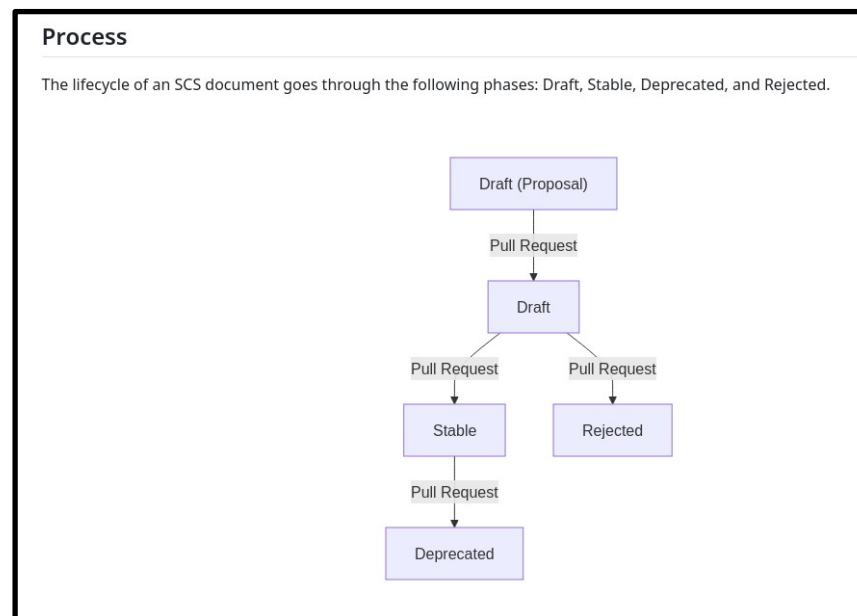 Process
The lifecycle of an SCS document goes through the following phases: Draft, Stable, Deprecated, and Rejected.
Draft (Proposal)
Pull Request
Draft
Pull Request
Pull Request
Stable
Rejected
Pull Request
Deprecated